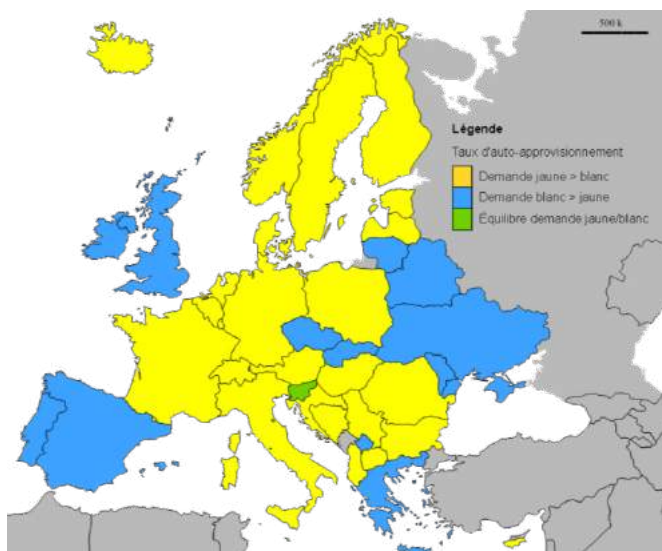 500 k
Légende
Taux d'auto-approvisionnement
Demande jaune > blanc
Demande blanc > jaune
Équilibre demande jaune/blanc